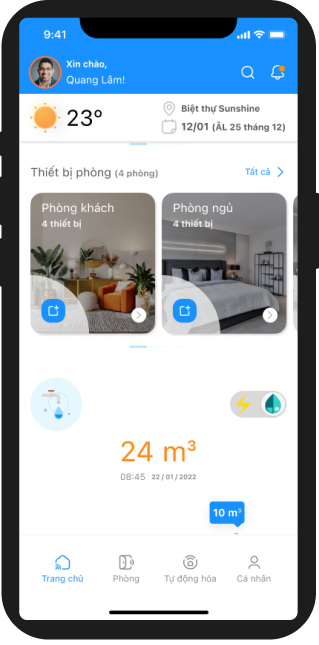 9:41
Xin chào,
Quang Lâm!
23°
Biệt thự Sunshine
12/01 (ÂL 25 tháng 12)
Thiết bị phòng (4 phòng)
Tất cả
Phòng khách
4 thiết bị
Phòng ngủ
4 thiết bị
24 m³
08:45 22/01/2022
10 m³
Trang chủ
Phòng
Tự động hóa
Cá nhân